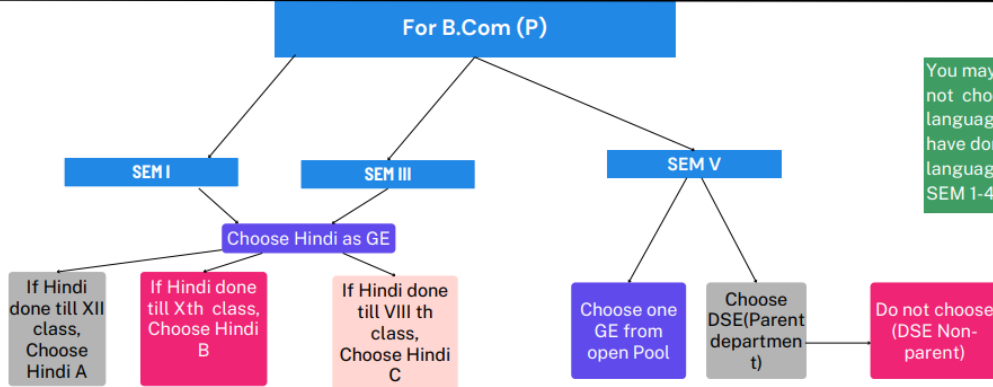 For B.Com (P)
You may
not cho
languag
have do
languag
SEM 1-4
SEM I
SEM III
SEM V
Choose Hindi as GE
If Hindi
done till XII
class,
Choose
Hindi A
If Hindi done
till Xth class,
Choose Hindi
B
If Hindi done
till VIII th
class,
Choose Hindi
C
Choose one
GE from
open Pool
Choose
DSE(Parent
departmen
t)
Do not choose
(DSE Non-
parent)